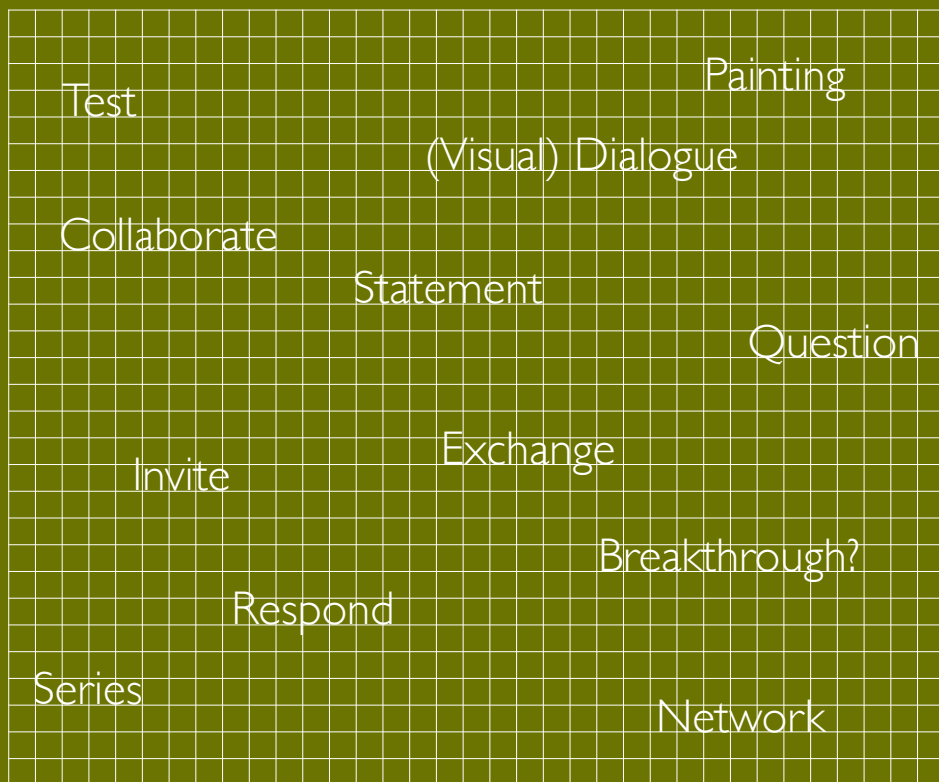 Painting
Test
(Visual) Dialogue
Collaborate
Statement
Question
Exchange
Invite
Breakthrough?
Respond
Series
Network